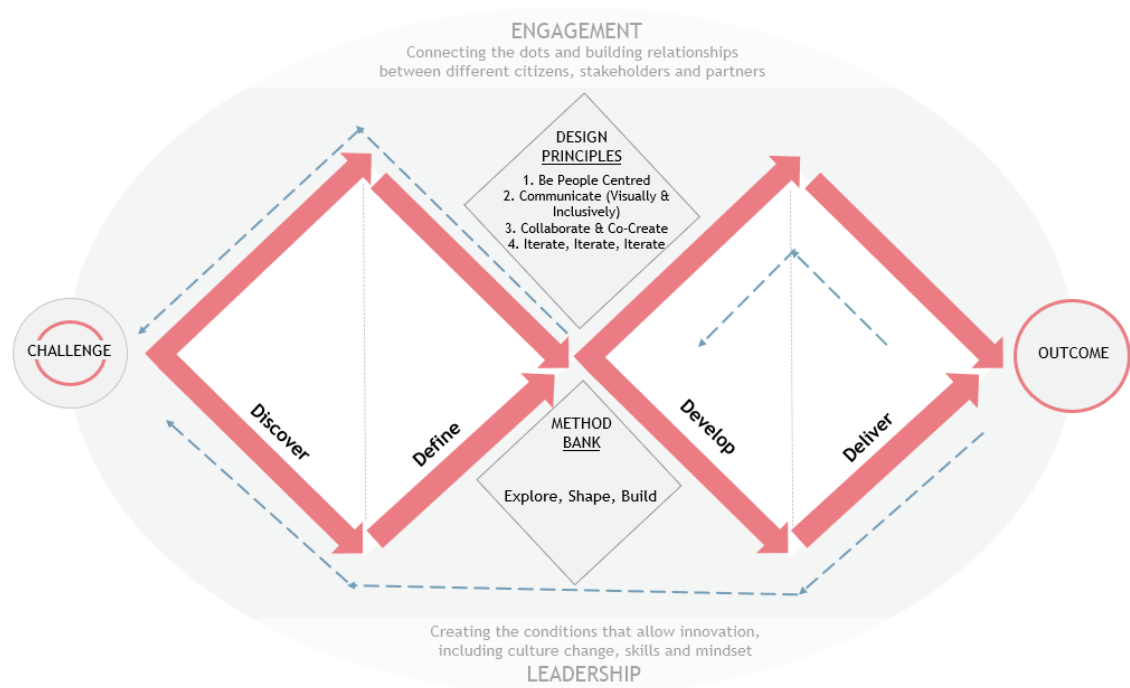 ENGAGEMENT
Connecting the dots and building relationships
between different citizens, stakeholders and partners
DESIGN
PRINCIPLES
1. Be People Centred
2. Communicate (Visually &
Inclusively)
3. Collaborate & Co-Create
4. Iterate, Iterate, Iterate
CHALLENGE
OUTCOME
Discover
Define
Develop
Deliver
METHOD
BANK
Explore, Shape, Build
Creating the conditions that allow innovation,
including culture change, skills and mindset
LEADERSHIP